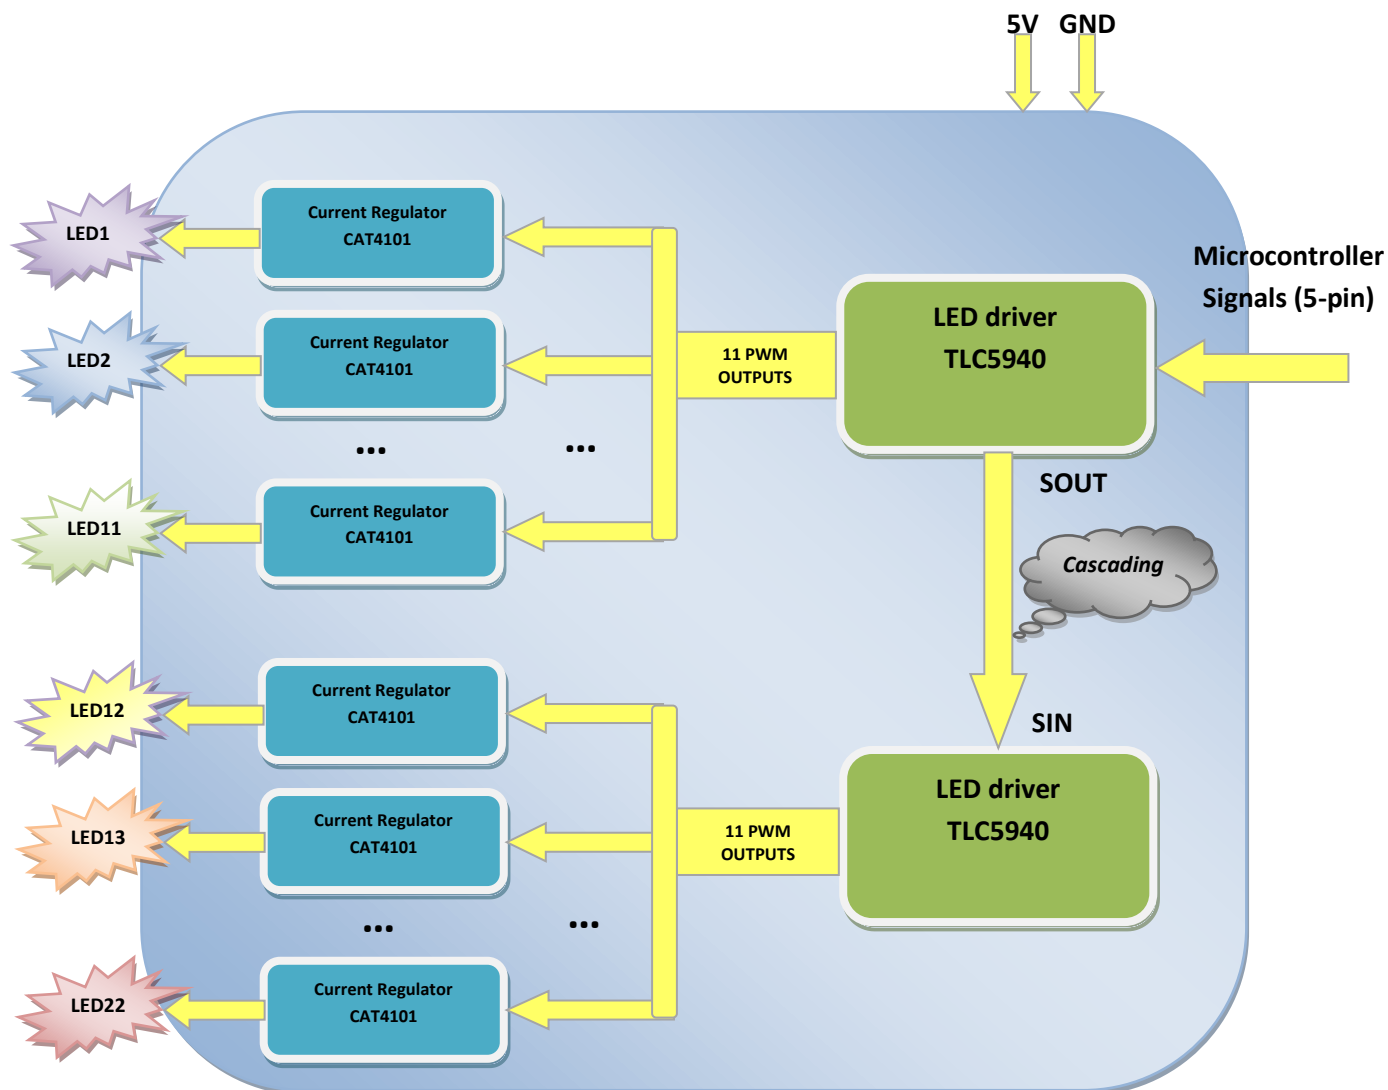 5V GND
Current Regulator
CAT4101
LED1
Microcontroller
Signals (5-pin)
LED driver
TLC5940
Current Regulator
CAT4101
LED2
11 PWM
OUTPUTS
... ...
SOUT
Current Regulator
CAT4101
LED11
Cascading
Current Regulator
CAT4101
LED12
SIN
LED driver
TLC5940
Current Regulator
CAT4101
LED13
11 PWM
OUTPUTS
... ...
Current Regulator
CAT4101
LED22